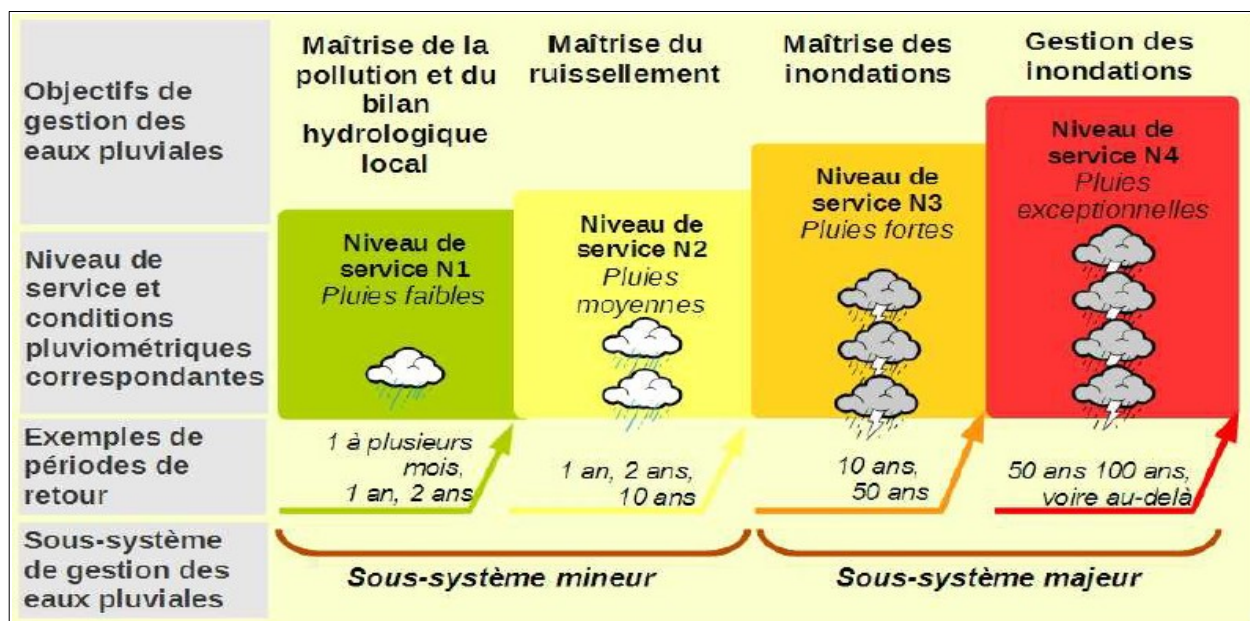 Objectifs de
gestion des
eaux pluviales
Maîtrise de la
pollution et du
bilan
hydrologique
local
Maîtrise du
ruissellement
Maîtrise des
inondations
Gestion des
inondations
Niveau de
service et
conditions
pluviométriques
correspondantes
Niveau de
service N1
Pluies faibles
Niveau de
service N2
Pluies
moyennes
Niveau de
service N3
Pluies fortes
Niveau de
service N4
Pluies
exceptionnelles
Exemples de
périodes de
retour
1 à plusieurs
mois,
1 an, 2 ans
1 an, 2 ans,
10 ans
10 ans,
50 ans
50 ans 100 ans,
voire au-delà
Sous-système
de gestion des
eaux pluviales
Sous-système mineur
Sous-système majeur